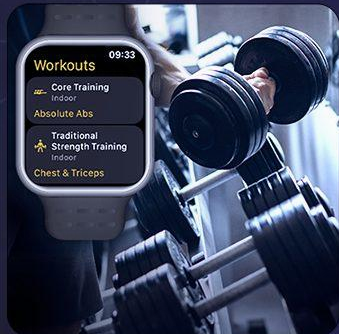 09:33
Workouts
Core Training
Indoor
Absolute Abs
Traditional
Strength Training
Indoor
Chest & Triceps